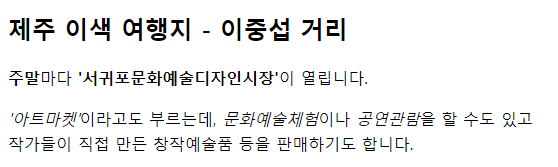 제주 이색 여행지 - 이중섭 거리
주말마다 '서귀포문화예술디자인시장'이 열립니다.
'아트마켓'이라고도 부르는데, 문화예술체험이나 공연관람을 할 수도 있고
작가들이 직접 만든 창작예술품 등을 판매하기도 합니다.